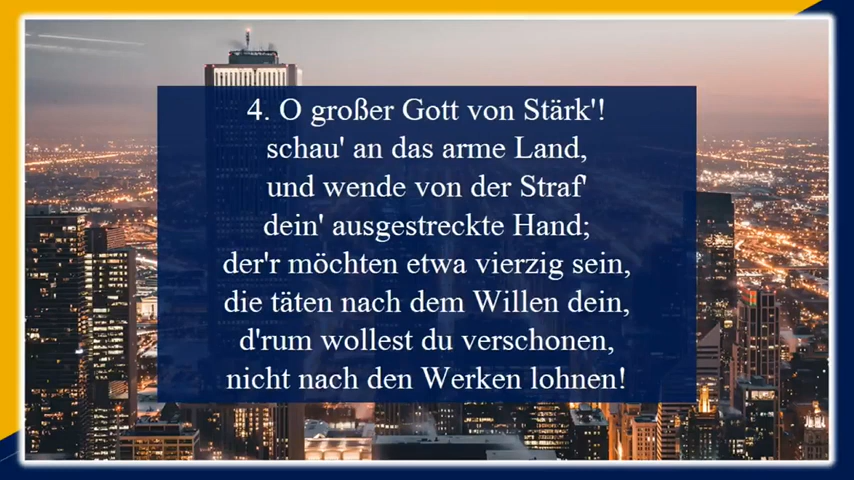 4. O großer Gott von Stärk'!
schau' an das arme Land,
und wende von der Straf'
dein' ausgestreckte Hand;
der'r möchten etwa vierzig sein,
die täten nach dem Willen dein,
d'rum wollest du verschonen,
nicht nach den Werken lohnen!